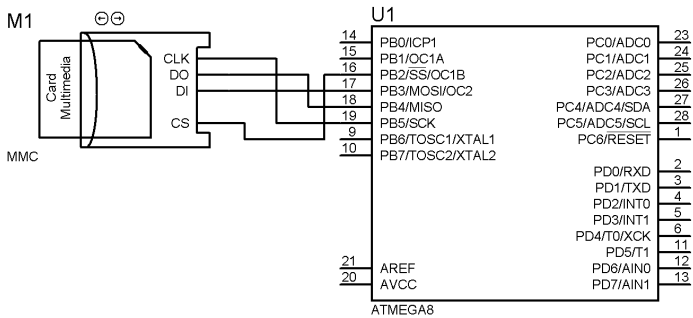 M1
Card
Multimedia
CLK
DO
DI
CS
MMC
U1
14 PB0/ICP1 PC0/ADC0 23
15 PB1/OC1A PC1/ADC1 24
16 PB2/SS/OC1B PC2/ADC2 25
17 PB3/MOSI/OC2 PC3/ADC3 26
18 PB4/MISO PC4/ADC4/SDA 27
19 PB5/SCK PC5/ADC5/SCL 28
9 PB6/TOSC1/XTAL1 PC6/RESET 1
10 PB7/TOSC2/XTAL2
PD0/RXD 2
PD1/TXD 3
PD2/INT0 4
PD3/INT1 5
PD4/T0/XCK 6
PD5/T1 11
21 AREF PD6/AIN0 12
20 AVCC PD7/AIN1 13
ATMEGA8